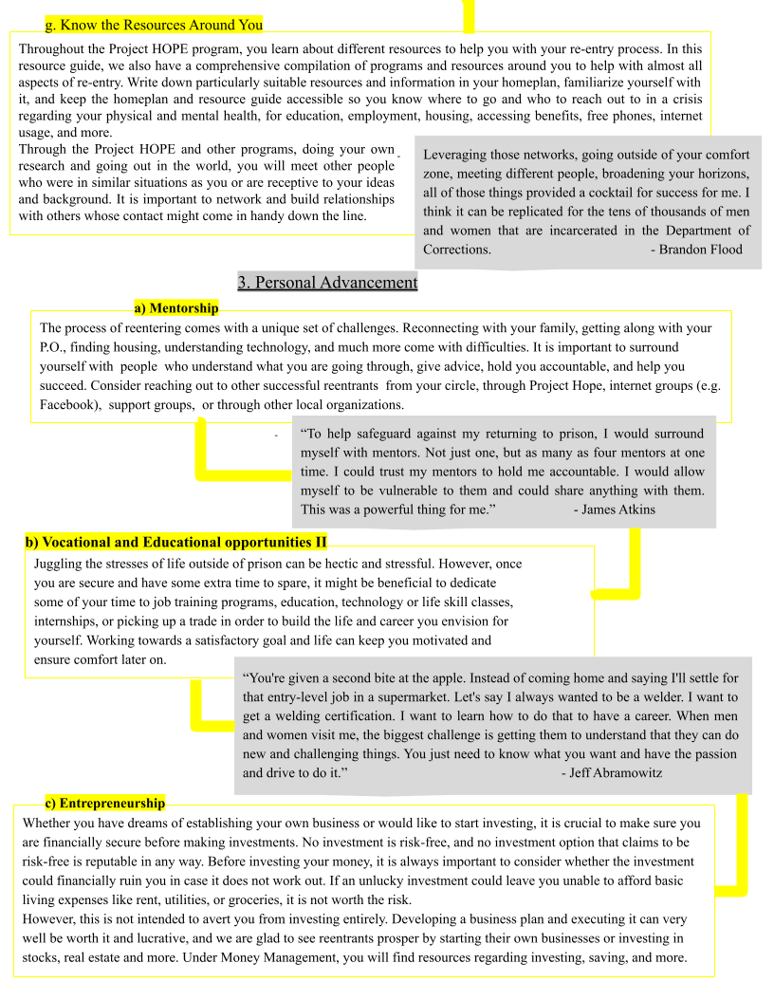 g. Know the Resources Around You
Throughout the Project HOPE program, you learn about different resources to help you with your re-entry process. In this
resource guide, we also have a comprehensive compilation of programs and resources around you to help with almost all
aspects of re-entry. Write down particularly suitable resources and information in your homeplan, familiarize yourself with
it, and keep the homeplan and resource guide accessible so you know where to go and who to reach out to in a crisis
regarding your physical and mental health, for education, employment, housing, accessing benefits, free phones, internet
usage, and more.
Through the Project HOPE and other programs, doing your own
research and going out in the world, you will meet other people
who were in similar situations as you or are receptive to your ideas
and background. It is important to network and build relationships
with others whose contact might come in handy down the line.
-
Leveraging those networks, going outside of your comfort
zone, meeting different people, broadening your horizons,
all of those things provided a cocktail for success for me. I
think it can be replicated for the tens of thousands of men
and women that are incarcerated in the Department of
Corrections. - Brandon Flood
3. Personal Advancement
a) Mentorship
The process of reentering comes with a unique set of challenges. Reconnecting with your family, getting along with your
P.O., finding housing, understanding technology, and much more come with difficulties. It is important to surround
yourself with people who understand what you are going through, give advice, hold you accountable, and help you
succeed. Consider reaching out to other successful reentrants from your circle, through Project Hope, internet groups (e.g.
Facebook), support groups, or through other local organizations.
-
“To help safeguard against my returning to prison, I would surround
myself with mentors. Not just one, but as many as four mentors at one
time. I could trust my mentors to hold me accountable. I would allow
myself to be vulnerable to them and could share anything with them.
This was a powerful thing for me.” - James Atkins
b) Vocational and Educational opportunities II
Juggling the stresses of life outside of prison can be hectic and stressful. However, once
you are secure and have some extra time to spare, it might be beneficial to dedicate
some of your time to job training programs, education, technology or life skill classes,
internships, or picking up a trade in order to build the life and career you envision for
yourself. Working towards a satisfactory goal and life can keep you motivated and
ensure comfort later on.
“You're given a second bite at the apple. Instead of coming home and saying I'll settle for
that entry-level job in a supermarket. Let's say I always wanted to be a welder. I want to
get a welding certification. I want to learn how to do that to have a career. When men
and women visit me, the biggest challenge is getting them to understand that they can do
new and challenging things. You just need to know what you want and have the passion
and drive to do it.” - Jeff Abramowitz
c) Entrepreneurship
Whether you have dreams of establishing your own business or would like to start investing, it is crucial to make sure you
are financially secure before making investments. No investment is risk-free, and no investment option that claims to be
risk-free is reputable in any way. Before investing your money, it is always important to consider whether the investment
could financially ruin you in case it does not work out. If an unlucky investment could leave you unable to afford basic
living expenses like rent, utilities, or groceries, it is not worth the risk.
However, this is not intended to avert you from investing entirely. Developing a business plan and executing it can very
well be worth it and lucrative, and we are glad to see reentrants prosper by starting their own businesses or investing in
stocks, real estate and more. Under Money Management, you will find resources regarding investing, saving, and more.